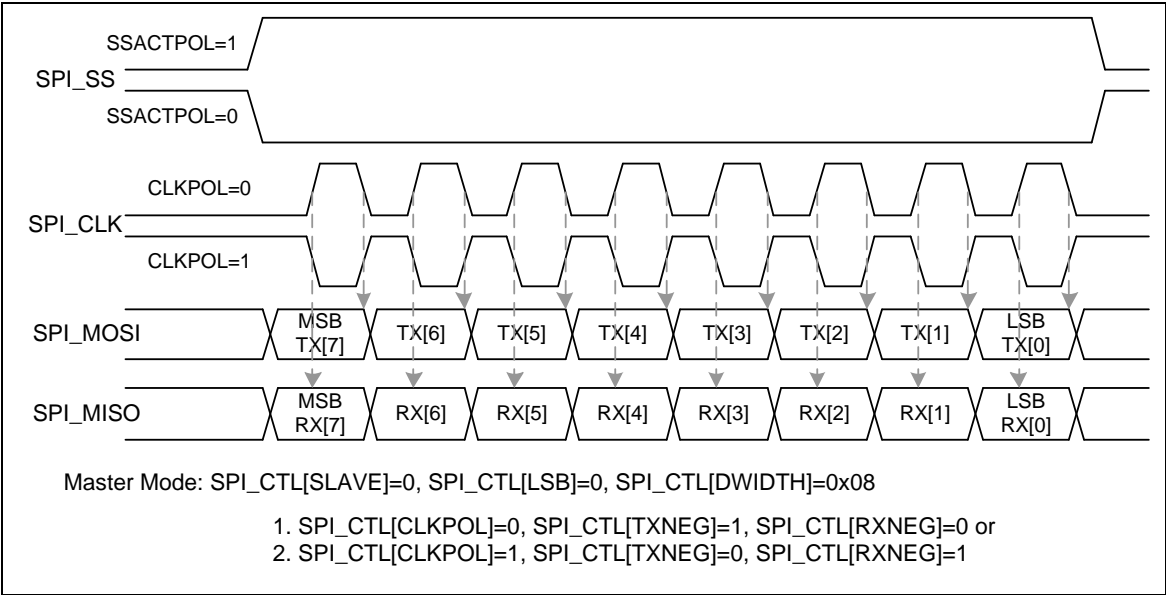 SSACTPOL=1
SPI_SS
SSACTPOL=0
CLKPOL=0
SPI_CLK
CLKPOL=1
SPI_MOSI
MSB TX[7] TX[6] TX[5] TX[4] TX[3] TX[2] TX[1] LSB TX[0]
SPI_MISO
MSB RX[7] RX[6] RX[5] RX[4] RX[3] RX[2] RX[1] LSB RX[0]
Master Mode: SPI_CTL[SLAVE]=0, SPI_CTL[LSB]=0, SPI_CTL[DWIDTH]=0x08
1. SPI_CTL[CLKPOL]=0, SPI_CTL[TXNEG]=1, SPI_CTL[RXNEG]=0 or
2. SPI_CTL[CLKPOL]=1, SPI_CTL[TXNEG]=0, SPI_CTL[RXNEG]=1